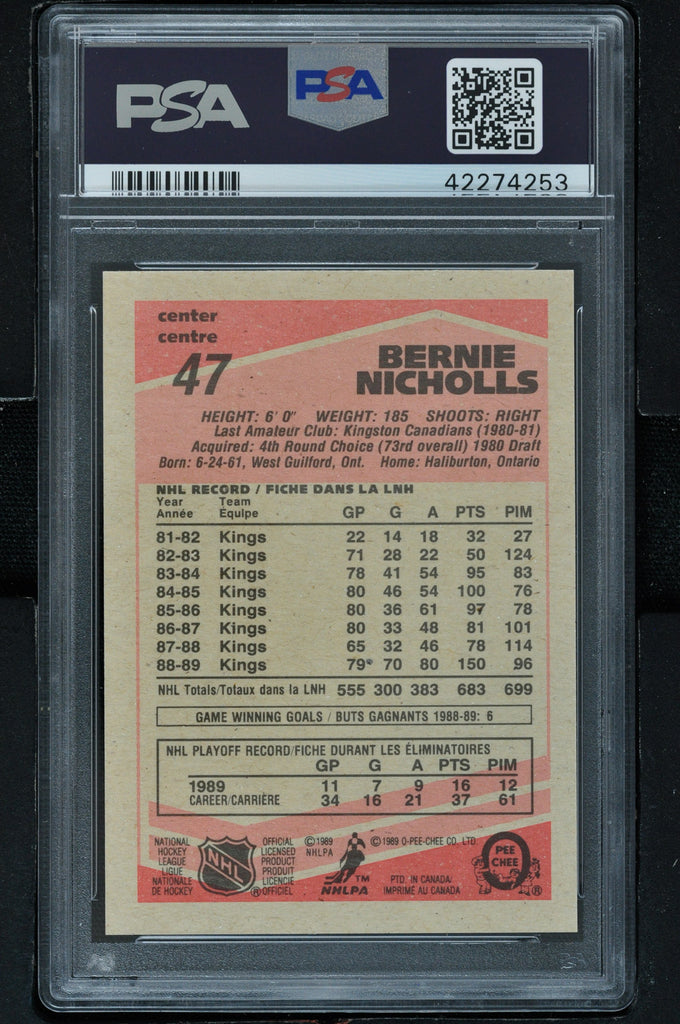 PSA
PSA
42274253
center
centre
47
BERNIE
NICHOLLS
HEIGHT: 6' 0" WEIGHT: 185 SHOOTS: RIGHT
Last Amateur Club: Kingston Canadians (1980-81)
Acquired: 4th Round Choice (73rd overall) 1980 Draft
Born: 6-24-61, West Guilford, Ont. Home: Haliburton, Ontario
NHL RECORD / FICHE DANS LA LNH
Year Team
Année Équipe GP G A PTS PIM
81-82 Kings 22 14 18 32 27
82-83 Kings 71 28 22 50 124
83-84 Kings 78 41 54 95 83
84-85 Kings 80 46 54 100 76
85-86 Kings 80 36 61 97 78
86-87 Kings 80 33 48 81 101
87-88 Kings 65 32 46 78 114
88-89 Kings 79 70 80 150 96
NHL Totals/Totaux dans la LNH 555 300 383 683 699
GAME WINNING GOALS / BUTS GAGNANTS 1988-89: 6
NHL PLAYOFF RECORD/FICHE DURANT LES ÉLIMINATOIRES
GP G A PTS PIM
1989 11 7 9 16 12
CAREER/CARRIÈRE 34 16 21 37 61
NATIONAL
HOCKEY
LEAGUE
LIGUE
NATIONALE
DE HOCKEY
NHL
OFFICIAL
LICENSED
PRODUCT
PRODUIT
LICENCIÉ
® OFFICIEL
© 1989
NHLPA
TM
NHLPA
© 1989 O-PEE-CHEE CO. LTD.
PTD. IN CANADA/
IMPRIMÉ AU CANADA
O
PEE
CHEE
®